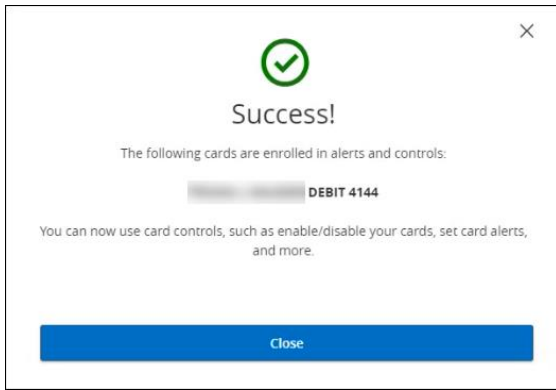 Success!
The following cards are enrolled in alerts and controls:
DEBIT 4144
You can now use card controls, such as enable/disable your cards, set card alerts,
and more.
Close